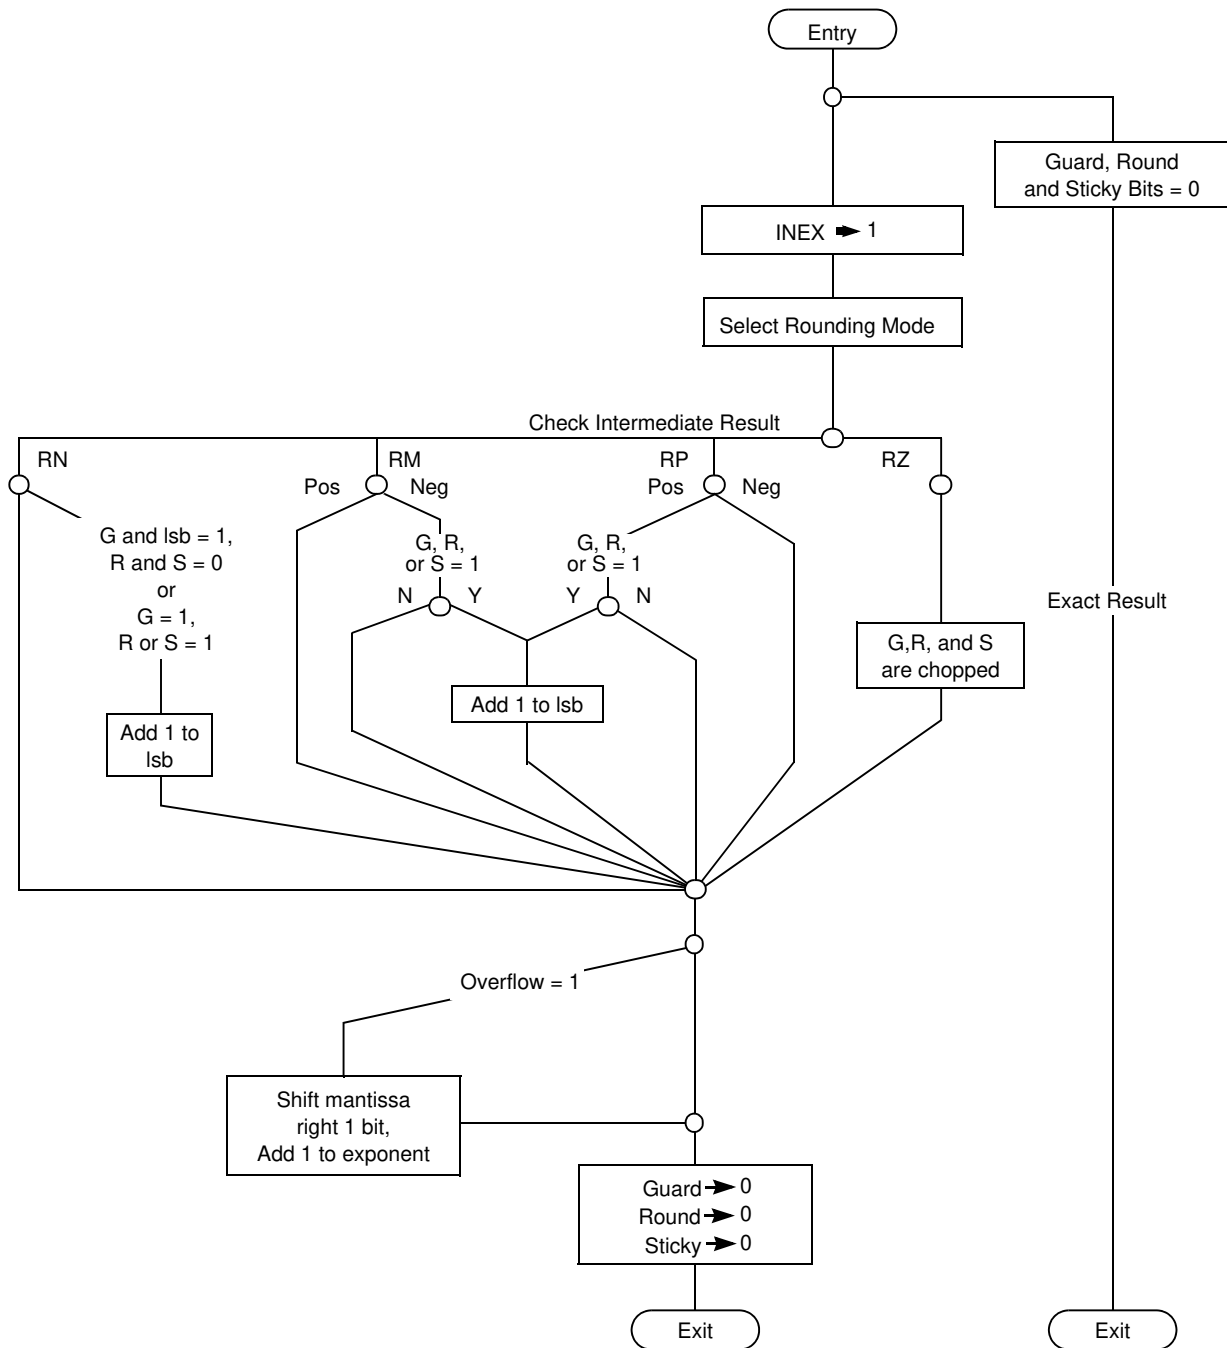 Entry
Guard, Round
and Sticky Bits = 0
INEX ➨ 1
Select Rounding Mode
Check Intermediate Result
RN
RM
RP
RZ
Pos
Neg
Pos
Neg
G and lsb = 1,
R and S = 0
or
G = 1,
R or S = 1
G, R,
or S = 1
G, R,
or S = 1
N
Y
Y
N
Exact Result
G,R, and S
are chopped
Add 1 to lsb
Add 1 to
lsb
Overflow = 1
Shift mantissa
right 1 bit,
Add 1 to exponent
Guard ➛ 0
Round ➛ 0
Sticky ➛ 0
Exit
Exit